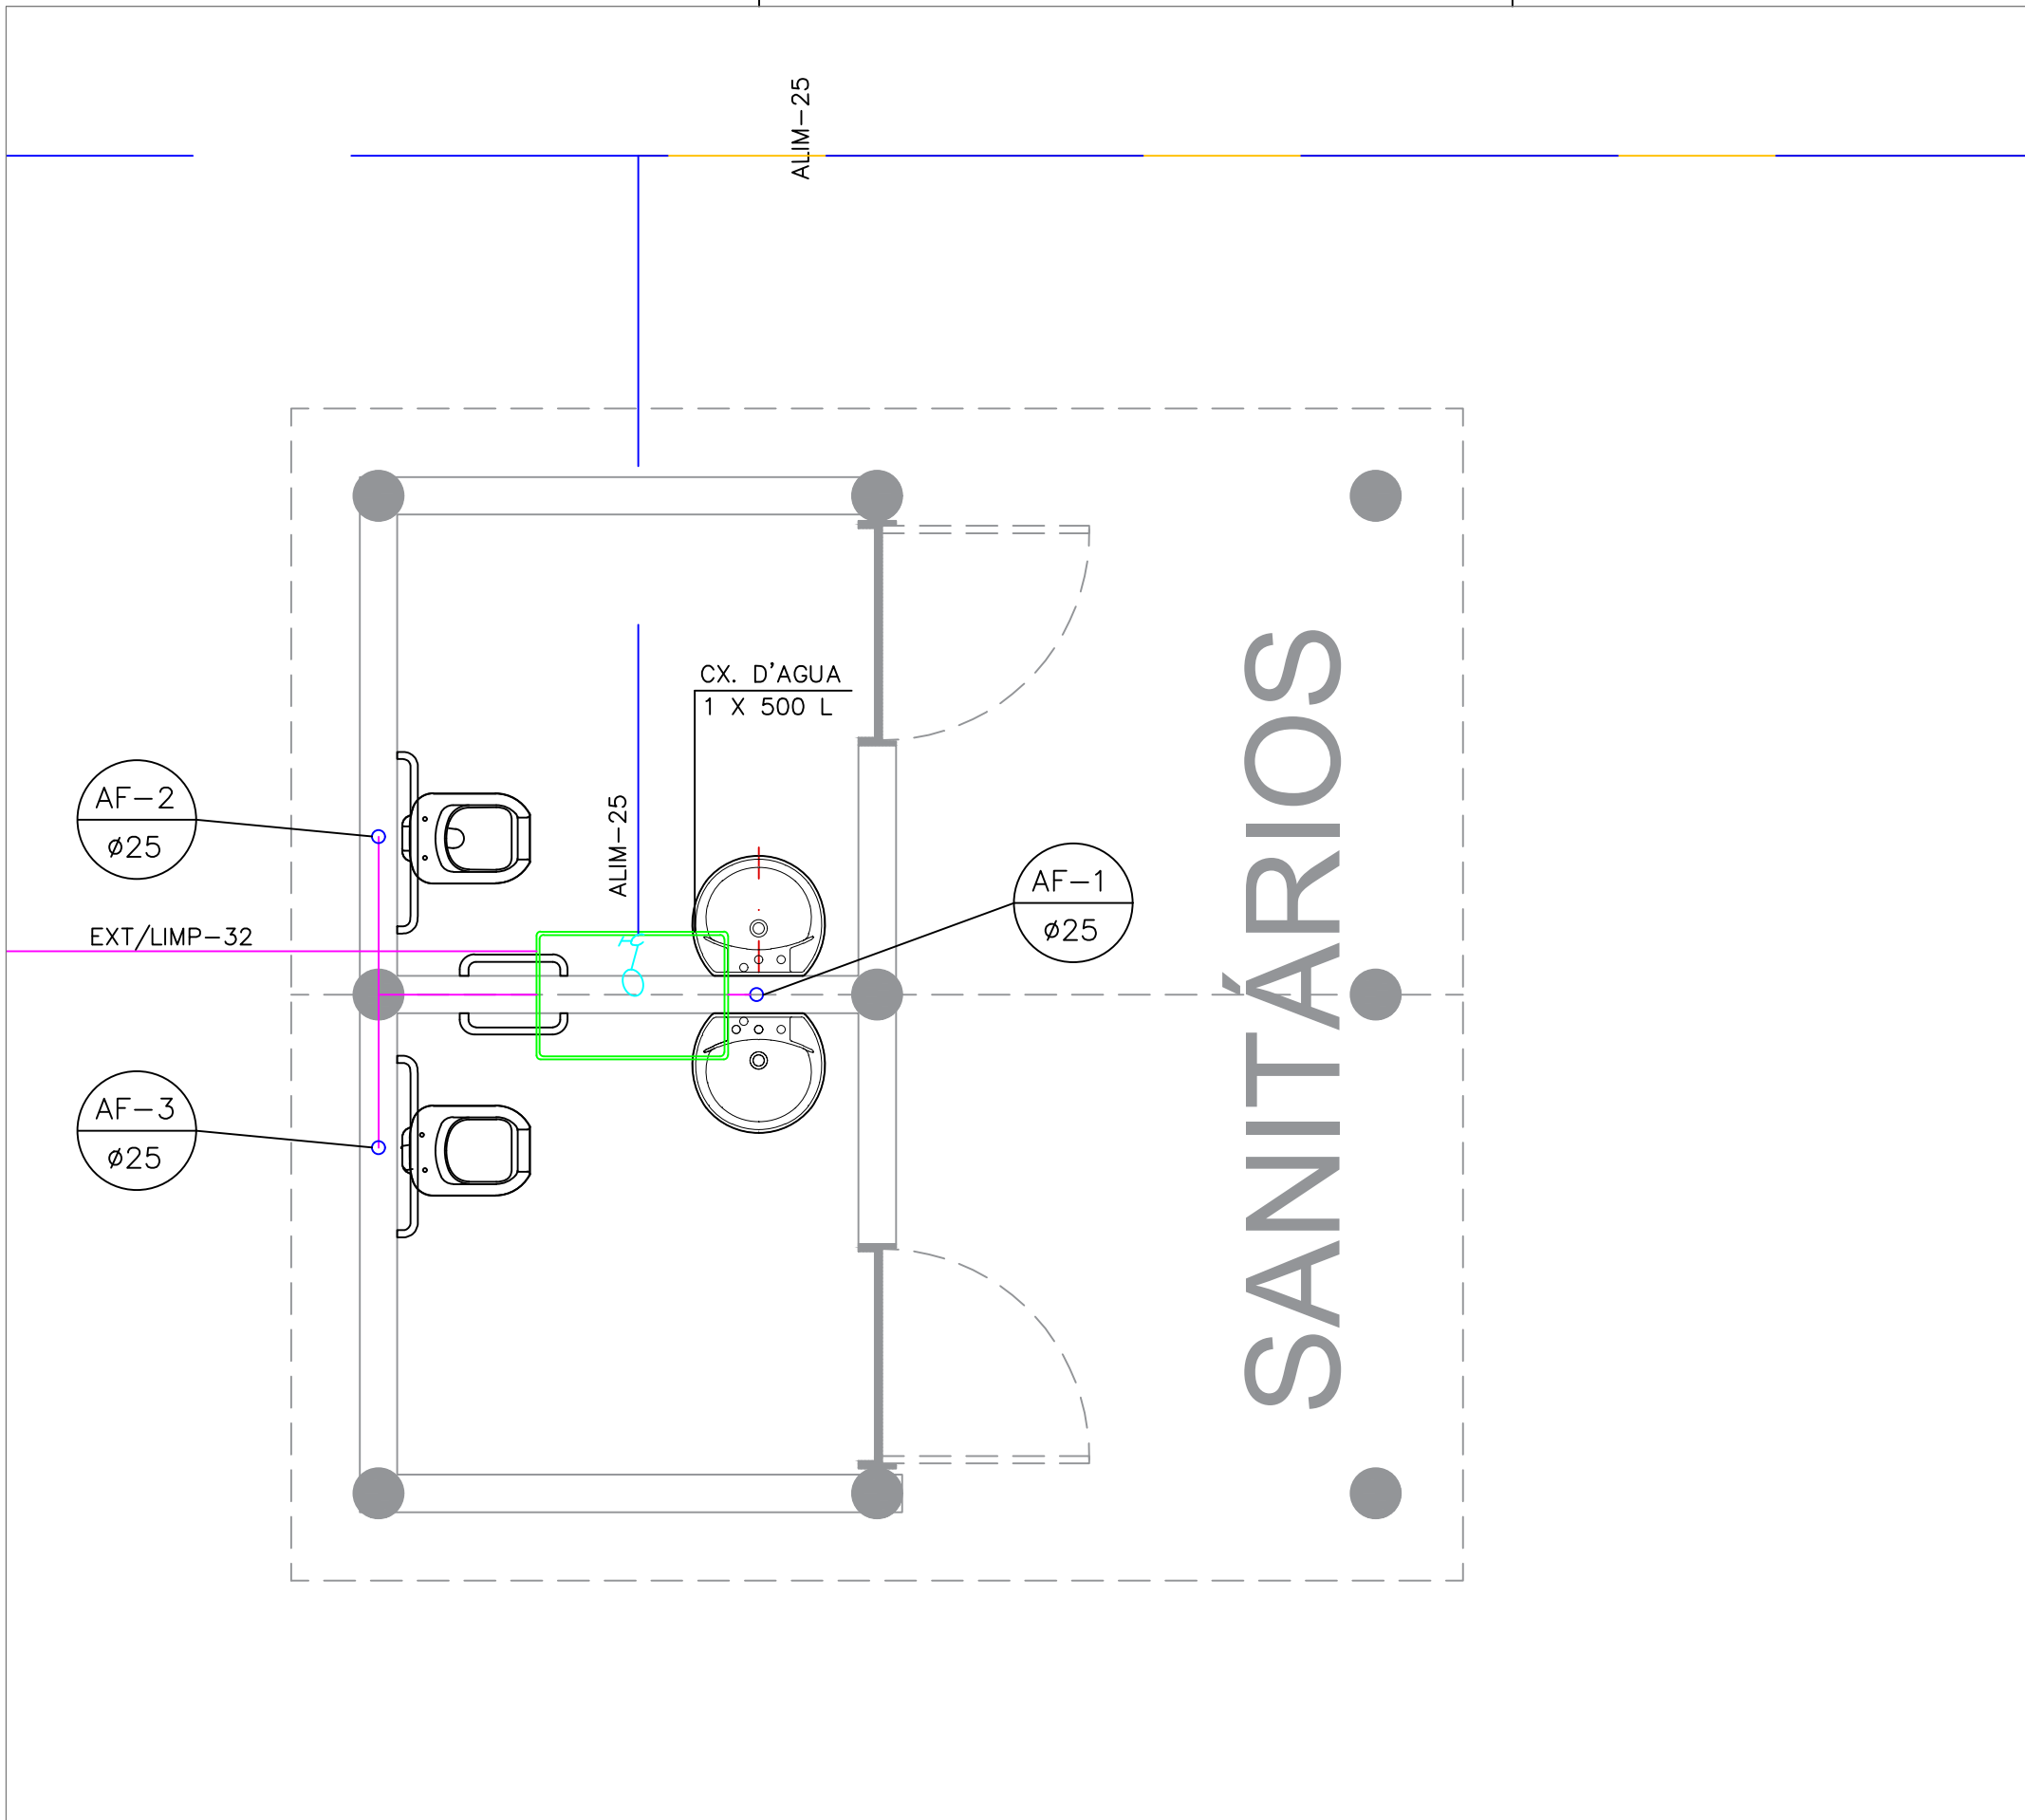 ALIM-25
CX. D'AGUA
1 X 500 L
AF-2
ø25
ALIM-25
AF-1
ø25
EXT/LIMP-32
SANITÁRIOS
AF-3
ø25